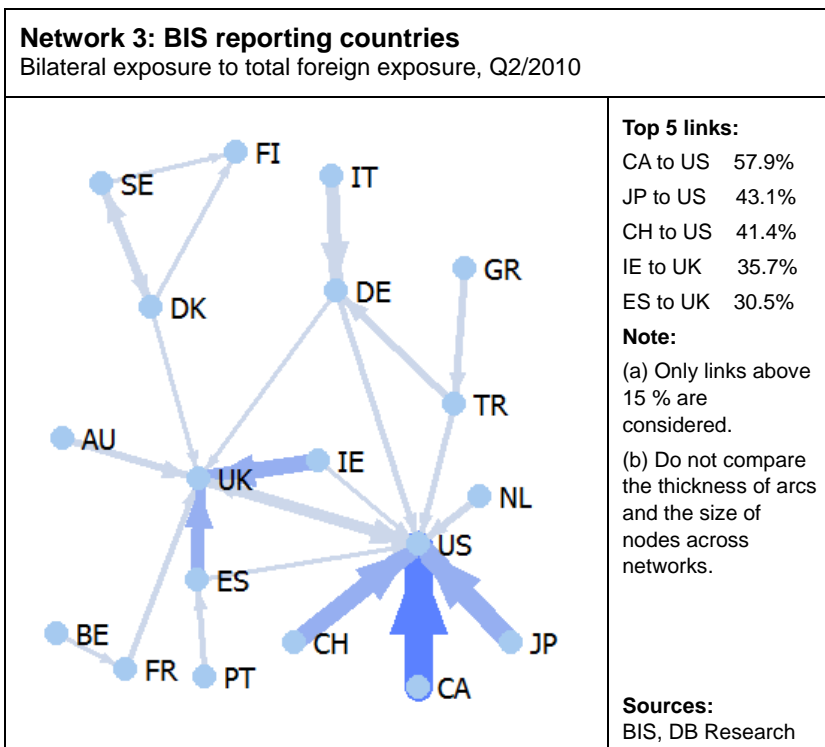 Network 3: BIS reporting countries
Bilateral exposure to total foreign exposure, Q2/2010
FI
SE
IT
GR
DE
DK
TR
AU
IE
UK
NL
US
ES
BE
CH
JP
FR
PT
CA
Top 5 links:
CA to US 57.9%
JP to US 43.1%
CH to US 41.4%
IE to UK 35.7%
ES to UK 30.5%
Note:
(a) Only links above
15 % are
considered.
(b) Do not compare
the thickness of arcs
and the size of
nodes across
networks.
Sources:
BIS, DB Research